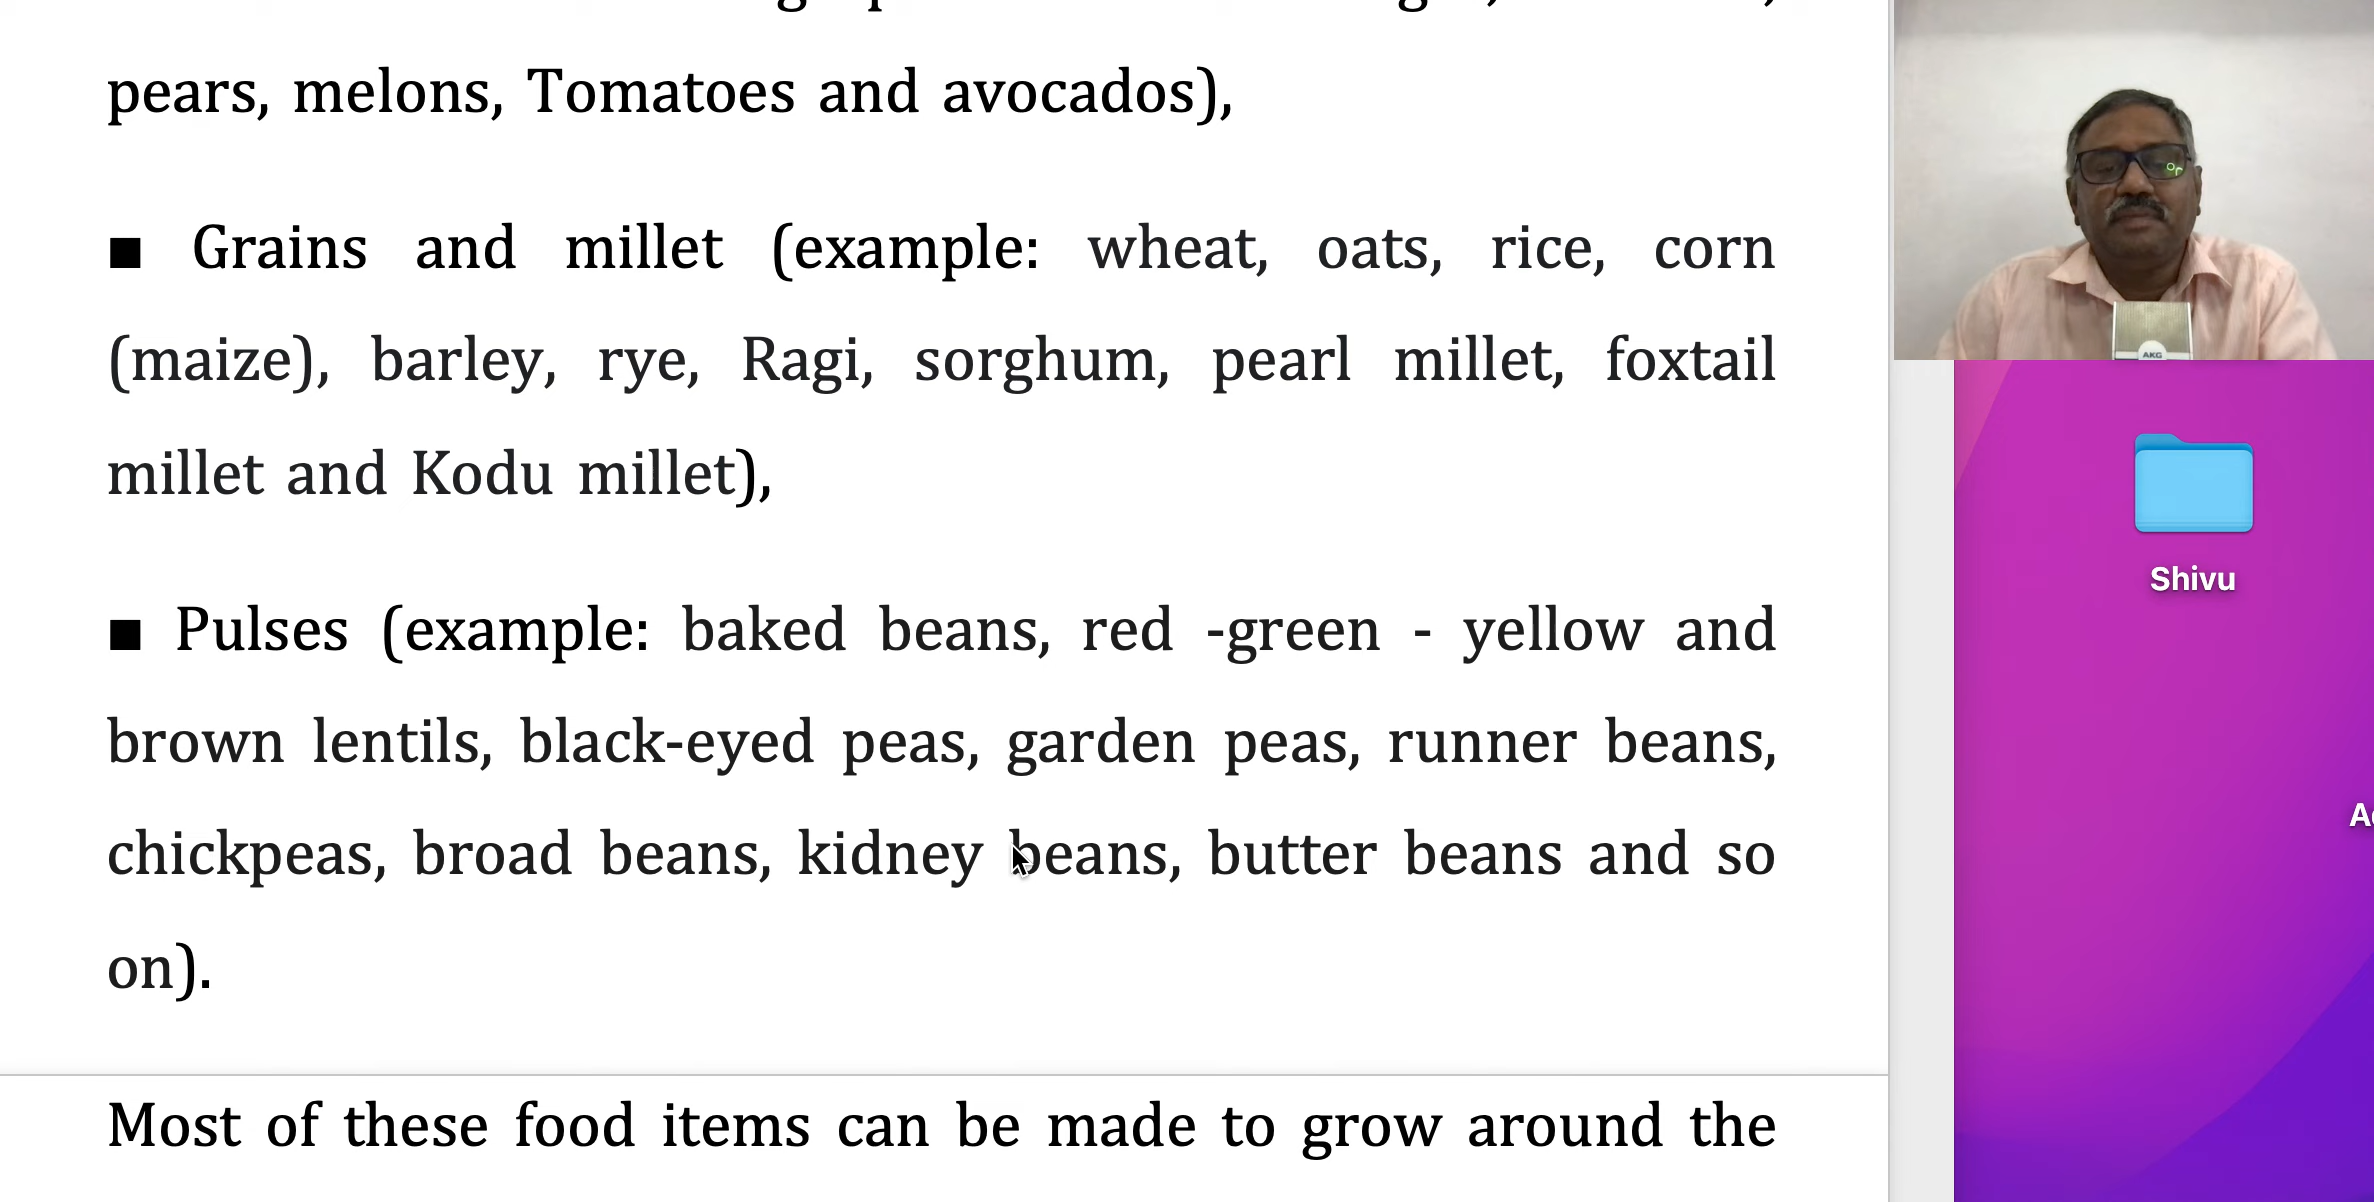 pears, melons, Tomatoes and avocados),
■ Grains and millet (example: wheat, oats, rice, corn
(maize), barley, rye, Ragi, sorghum, pearl millet, foxtail
millet and Kodu millet),
■ Pulses (example: baked beans, red -green - yellow and
brown lentils, black-eyed peas, garden peas, runner beans,
chickpeas, broad beans, kidney beans, butter beans and so
on).
Most of these food items can be made to grow around the
AKG
Shivu